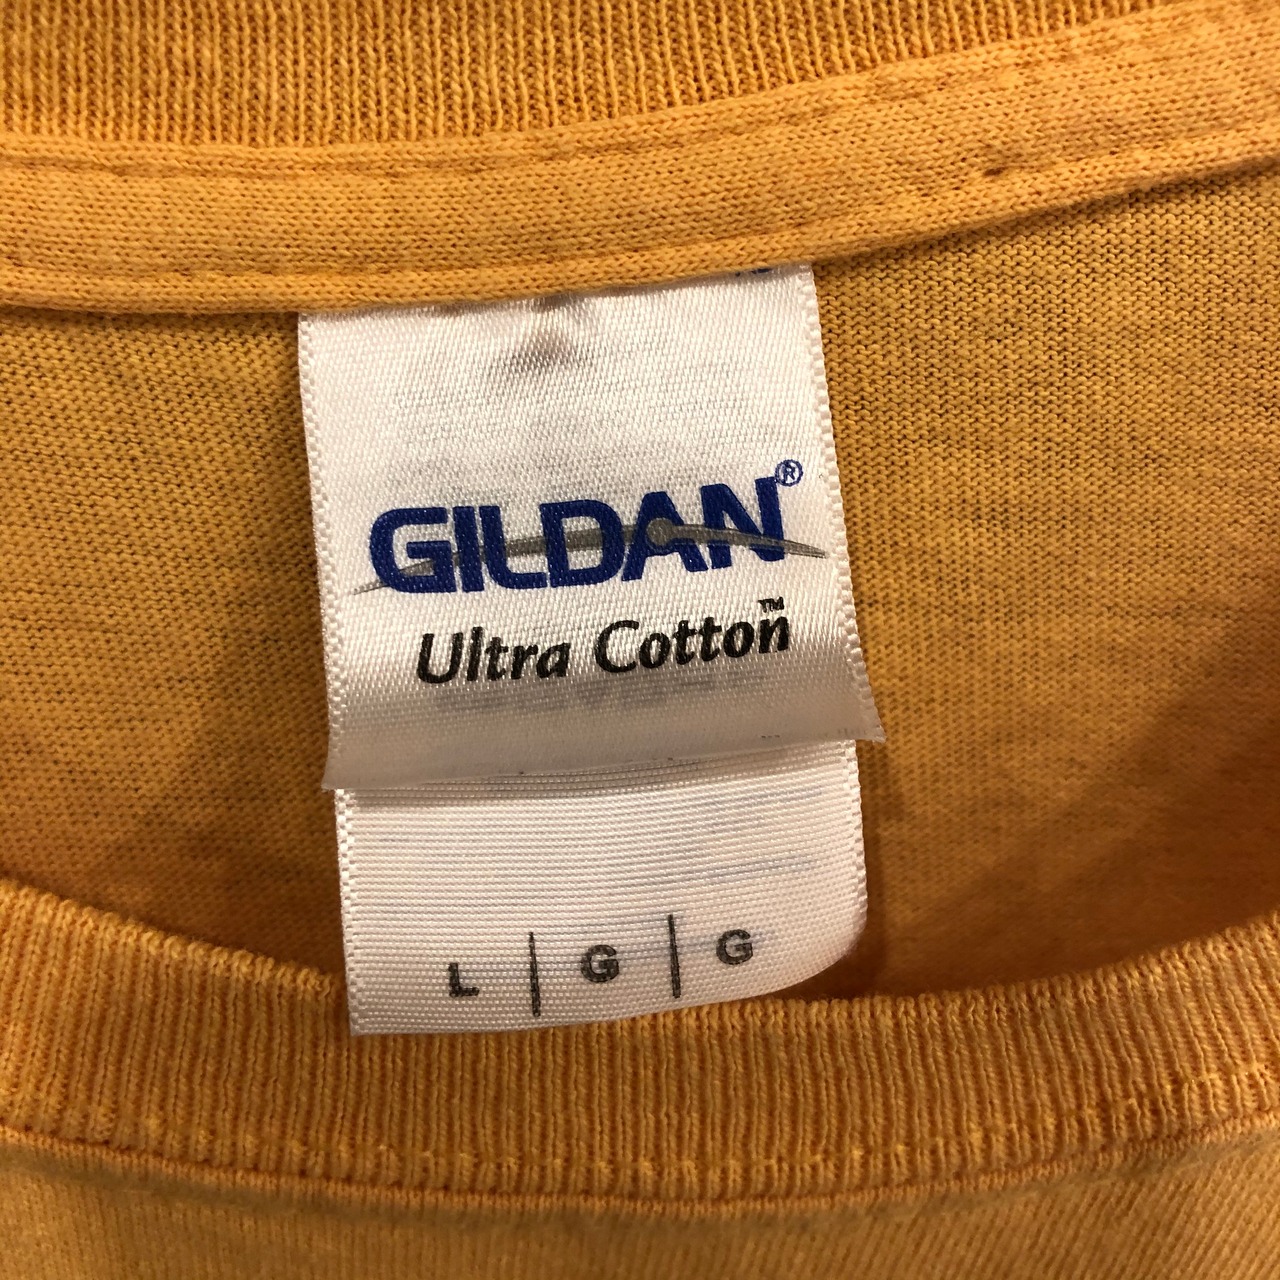 GILDAN®
Ultra Cotton™
L | G | G